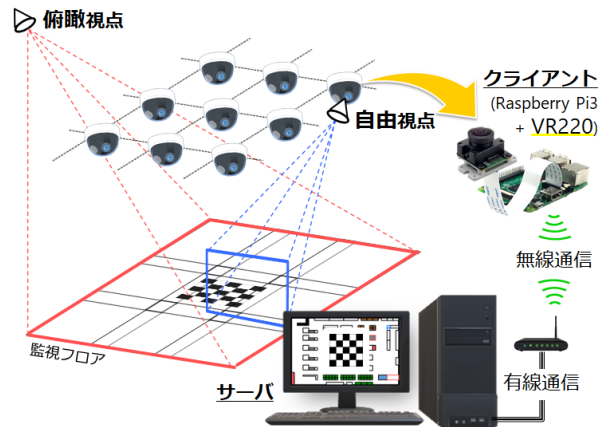 俯瞰視点
クライアント
(Raspberry Pi3
+ VR220)
自由視点
無線通信
監視フロア
サーバ
有線通信